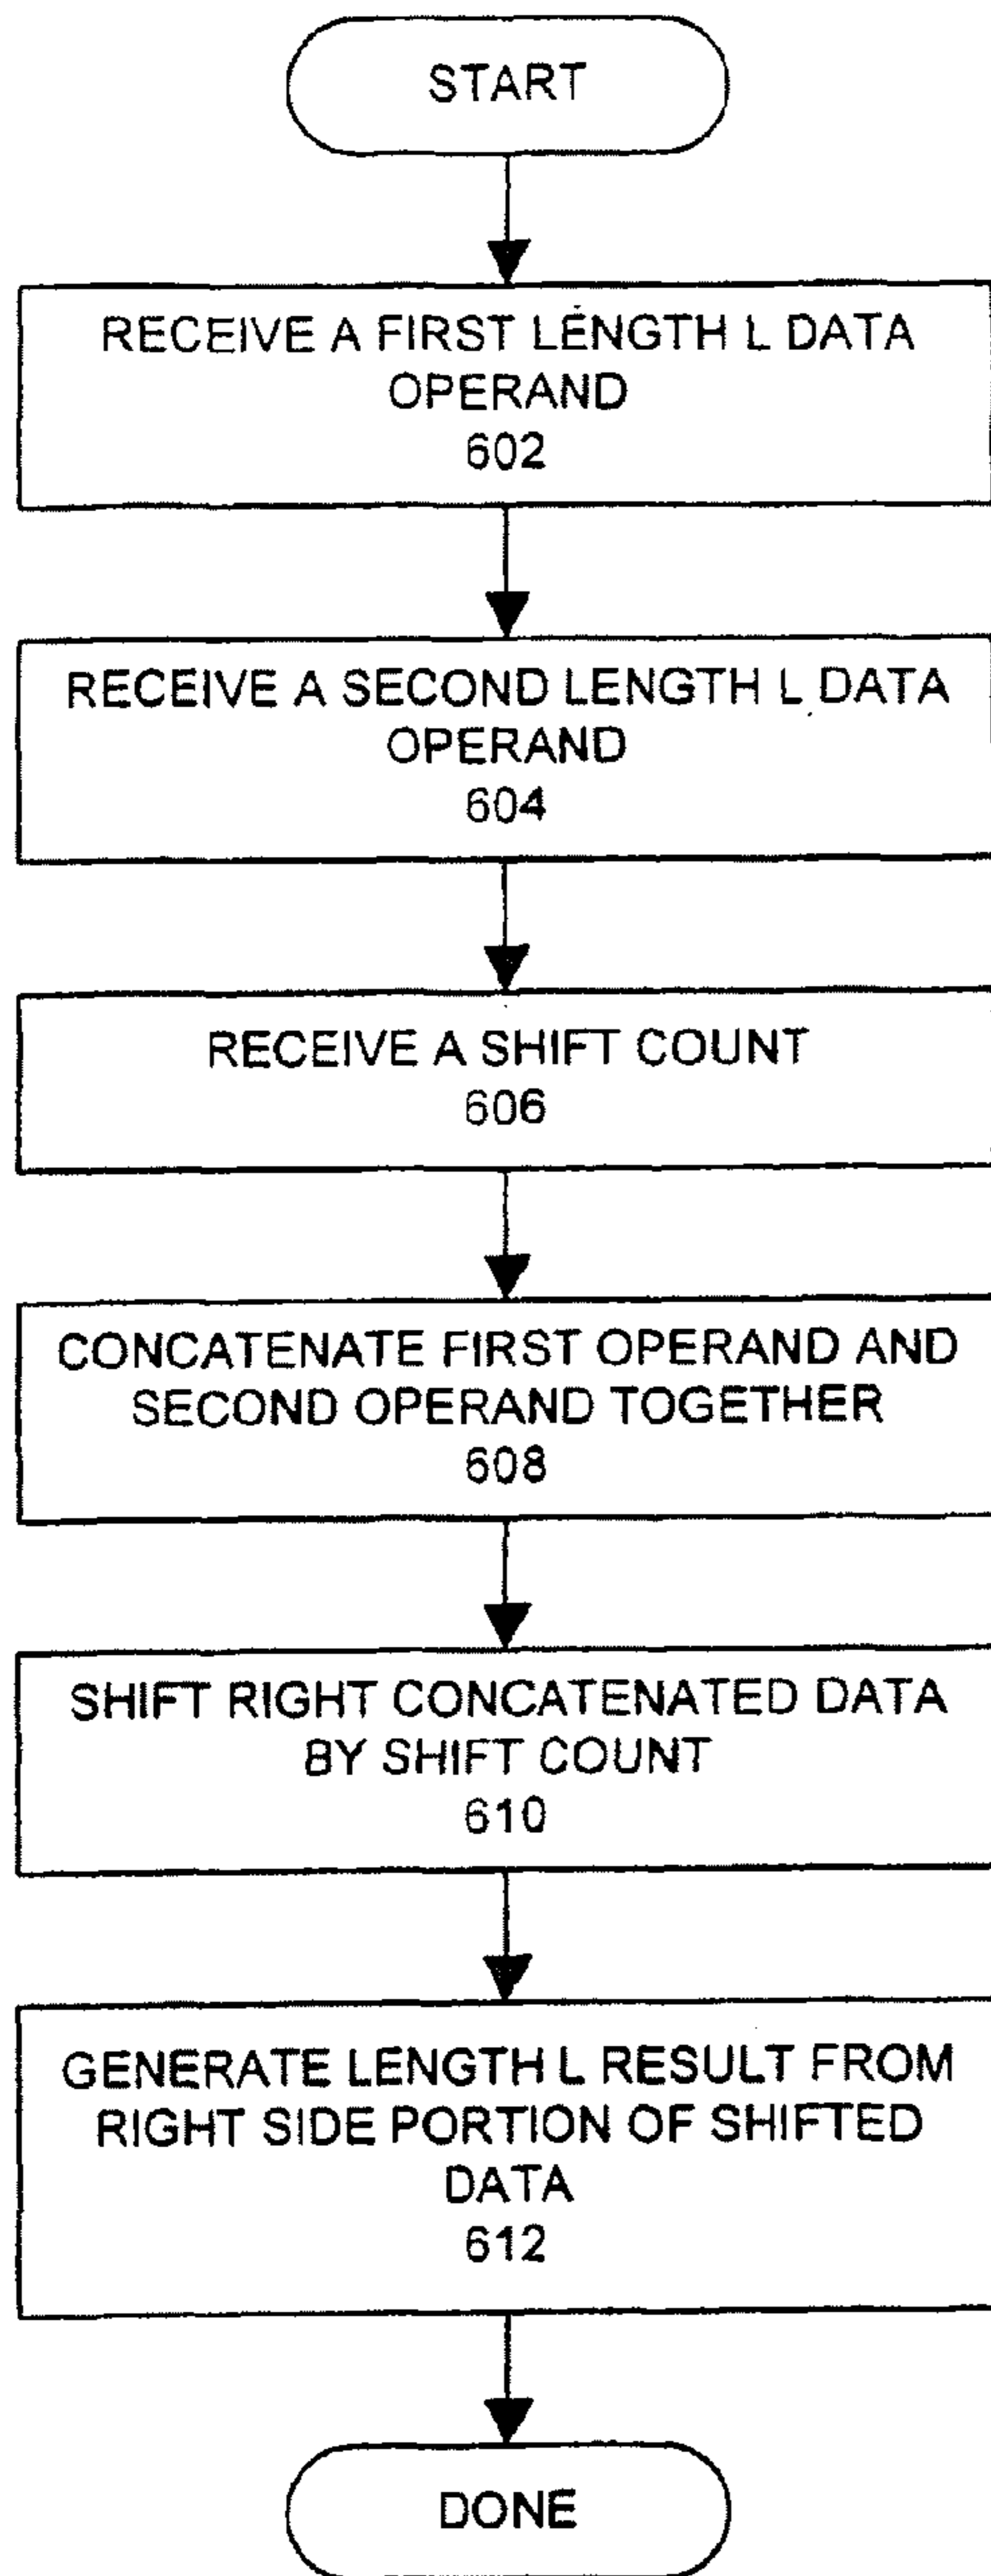 START
RECEIVE A FIRST LENGTH L DATA
OPERAND
602
RECEIVE A SECOND LENGTH L DATA
OPERAND
604
RECEIVE A SHIFT COUNT
606
CONCATENATE FIRST OPERAND AND
SECOND OPERAND TOGETHER
608
SHIFT RIGHT CONCATENATED DATA
BY SHIFT COUNT
610
GENERATE LENGTH L RESULT FROM
RIGHT SIDE PORTION OF SHIFTED
DATA
612
DONE